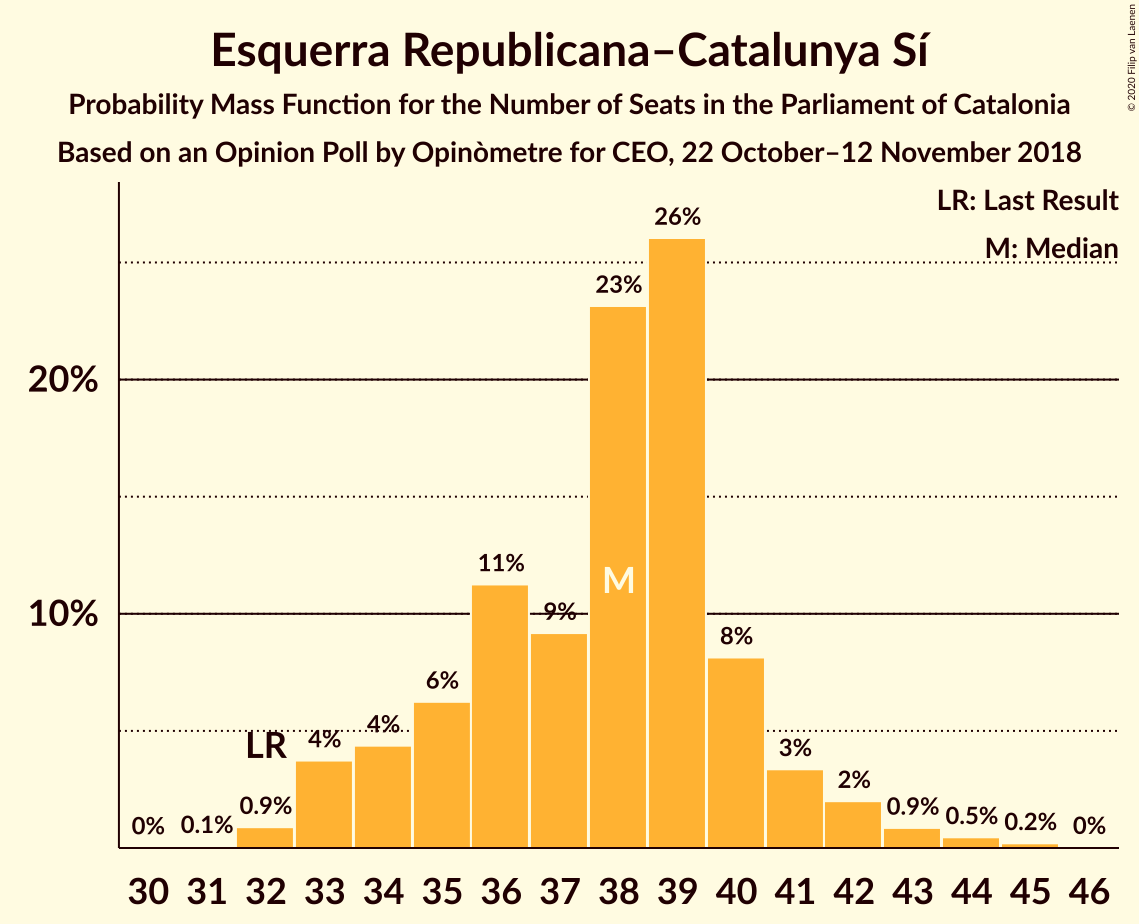 Esquerra Republicana–Catalunya Sí
Probability Mass Function for the Number of Seats in the Parliament of Catalonia
Based on an Opinion Poll by Opinòmetre for CEO, 22 October–12 November 2018
© 2020 Filip van Laenen
LR: Last Result
M: Median
20%
10%
0%
0.1%
0.9%
4%
4%
6%
11%
9%
23%
26%
8%
3%
2%
0.9%
0.5%
0.2%
0%
LR
M
30 31 32 33 34 35 36 37 38 39 40 41 42 43 44 45 46